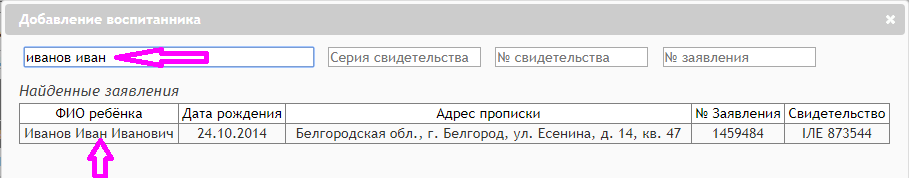 Добавление воспитанника
иванов иван Серия свидетельства № свидетельства № заявления
Найденные заявления
ФИО ребёнка Дата рождения Адрес прописки № Заявления Свидетельство
Иванов Иван Иванович 24.10.2014 Белгородская обл., г. Белгород, ул. Есенина, д. 14, кв. 47 1459484 IЛЕ 873544